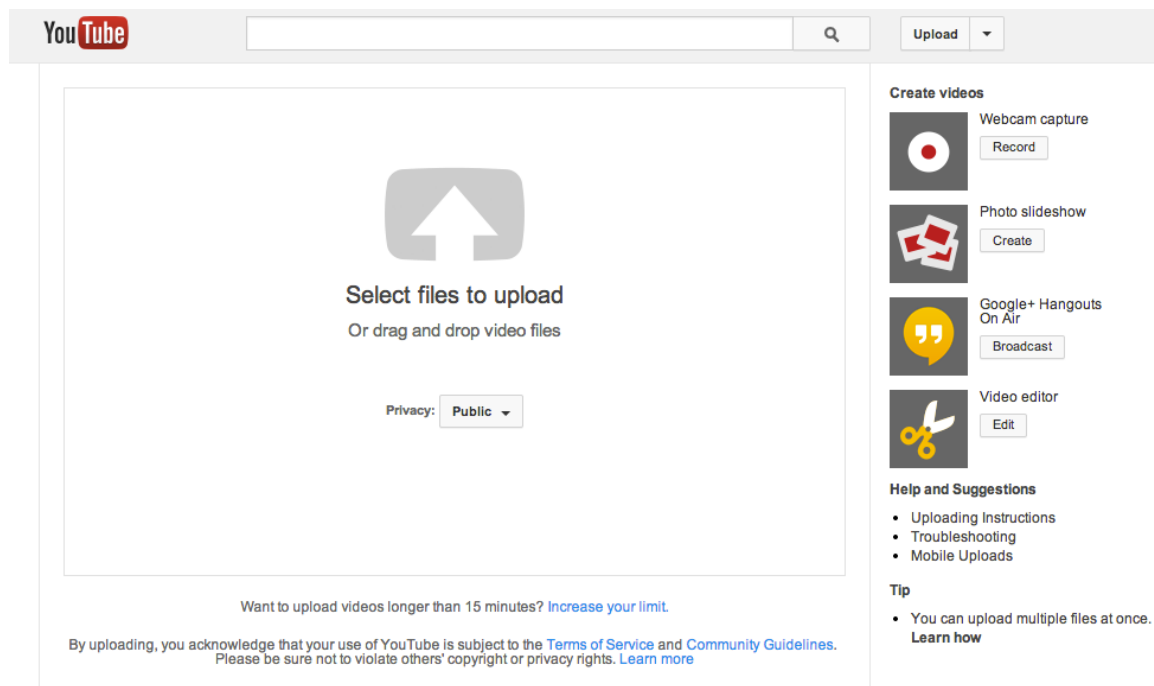 YouTube
Upload
Select files to upload
Or drag and drop video files
Privacy: Public
Want to upload videos longer than 15 minutes? Increase your limit.
By uploading, you acknowledge that your use of YouTube is subject to the Terms of Service and Community Guidelines.
Please be sure not to violate others' copyright or privacy rights. Learn more
Create videos
Webcam capture
Record
Photo slideshow
Create
Google+ Hangouts
On Air
Broadcast
Video editor
Edit
Help and Suggestions
• Uploading Instructions
• Troubleshooting
• Mobile Uploads
Tip
• You can upload multiple files at once.
Learn how